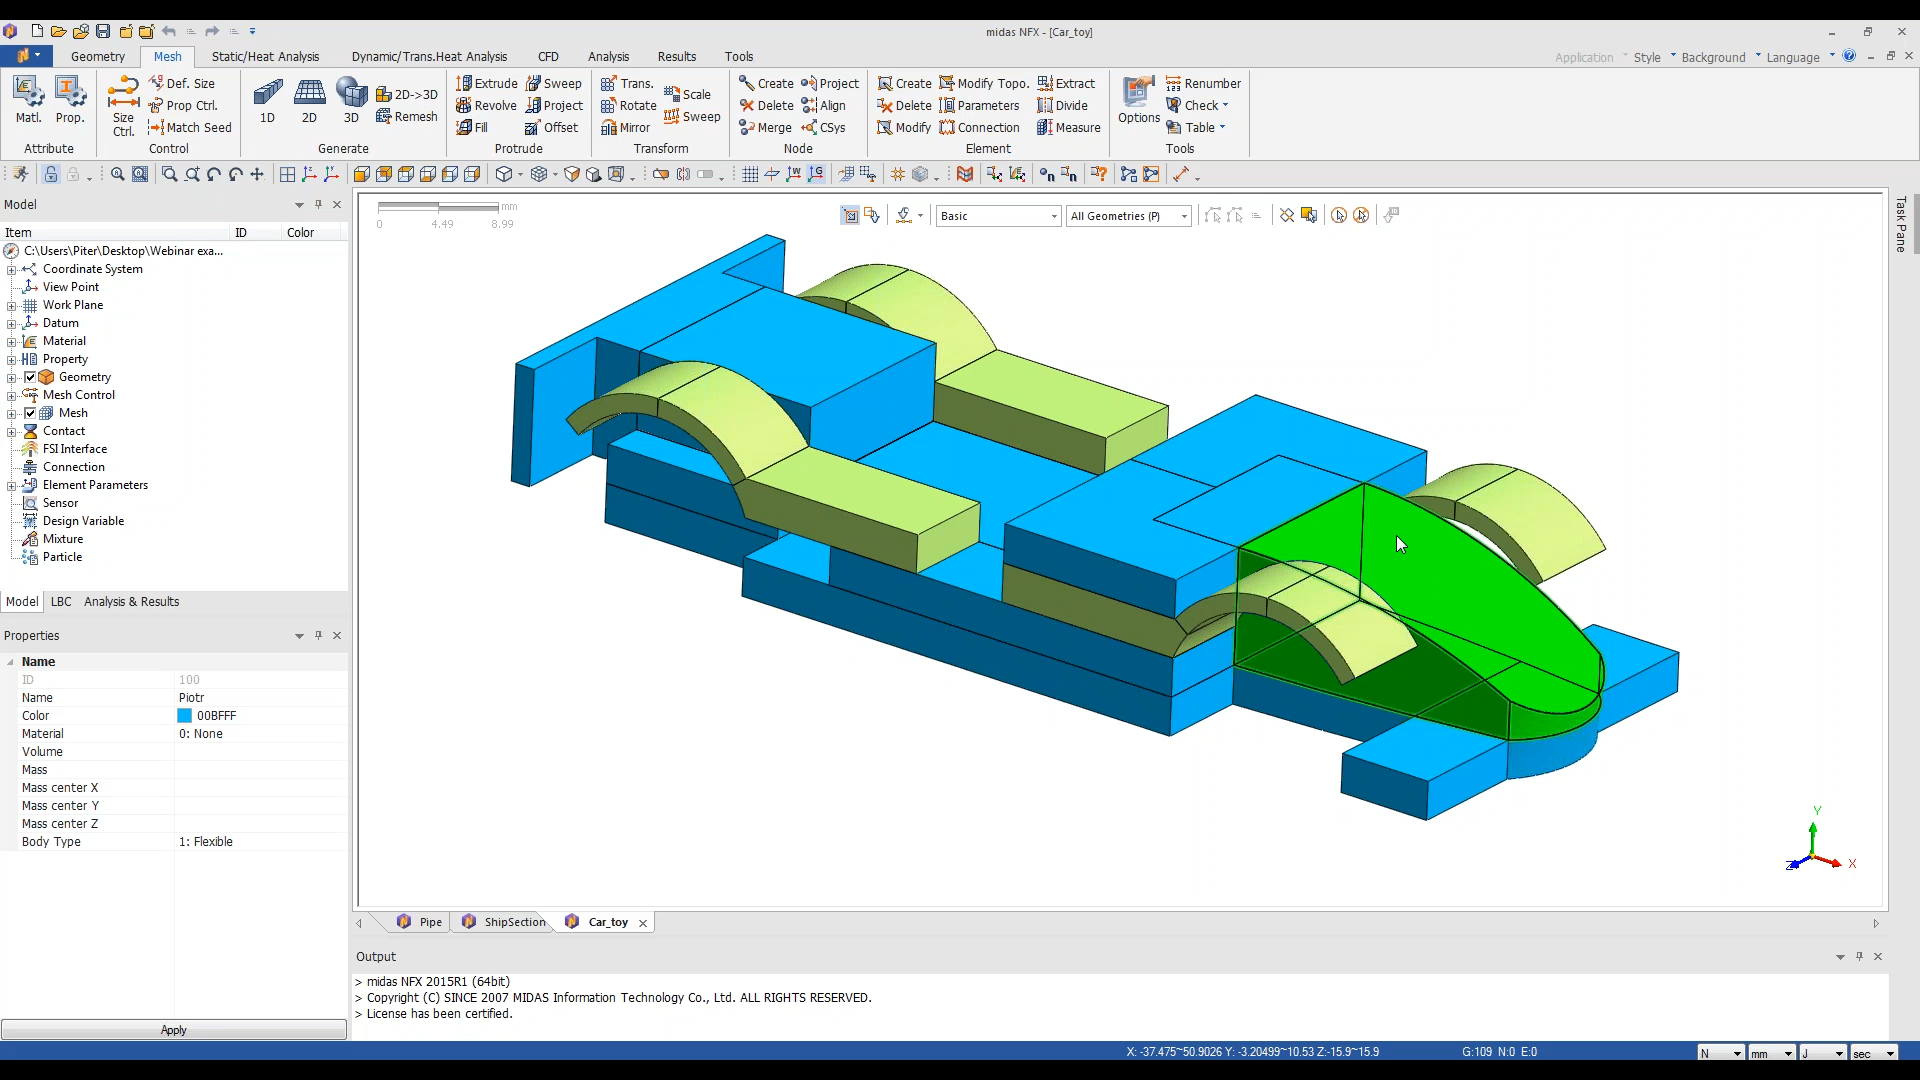 midas NFX - [Car_toy]
Geometry Mesh Static/Heat Analysis Dynamic/Trans.Heat Analysis CFD Analysis Results Tools
Application Style Background Language
Def. Size Extrude Sweep Trans. Create Project Create Modify Topo. Extract Renumber
2D->3D Scale
Prop Ctrl. Revolve Project Rotate Delete Align Delete Parameters Divide Check
Matl. Prop. Size Ctrl. 1D 2D 3D Remesh Sweep Options
Match Seed Fill Offset Mirror Merge CSys Modify Connection Measure Table
Attribute Control Generate Protrude Transform Node Element Tools
Model
Item ID Color
C:\Users\Piter\Desktop\Webinar exa...
Coordinate System
View Point
Work Plane
Datum
Material
Property
Geometry
Mesh Control
Mesh
Contact
FSI Interface
Connection
Element Parameters
Sensor
Design Variable
Mixture
Particle
Model LBC Analysis & Results
Properties
Name
ID 100
Name Piotr
Color 00BFFF
Material 0: None
Volume
Mass
Mass center X
Mass center Y
Mass center Z
Body Type 1: Flexible
Apply
mm
0 4.49 8.99
Basic All Geometries (P)
Task Pane
Y
X
Z
Pipe ShipSection Car_toy
Output
> midas NFX 2015R1 (64bit)
> Copyright (C) SINCE 2007 MIDAS Information Technology Co., Ltd. ALL RIGHTS RESERVED.
> License has been certified.
X: -37.475~50.9026 Y: -3.20499~10.53 Z:-15.9~15.9 G:109 N:0 E:0 N mm J sec